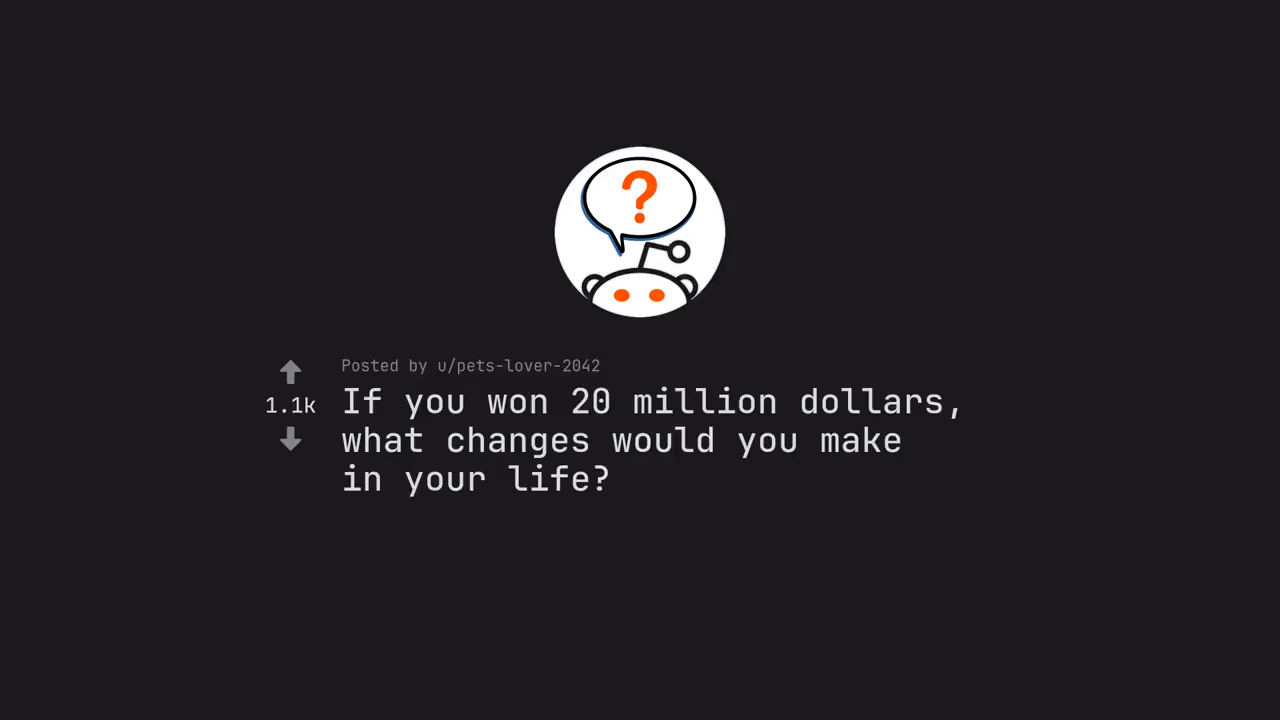 ?
Posted by u/pets-lover-2042
1.1k
If you won 20 million dollars,
what changes would you make
in your life?